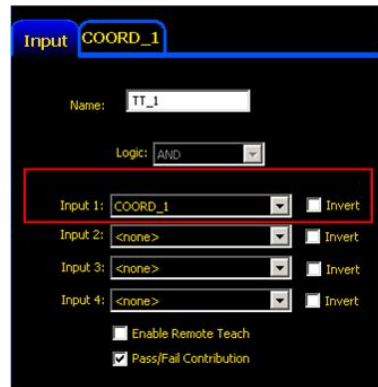 Input COORD_1
Name: TT_1
Logic: AND
Input 1: COORD_1 Invert
Input 2: <none> Invert
Input 3: <none> Invert
Input 4: <none> Invert
Enable Remote Teach
Pass/Fail Contribution